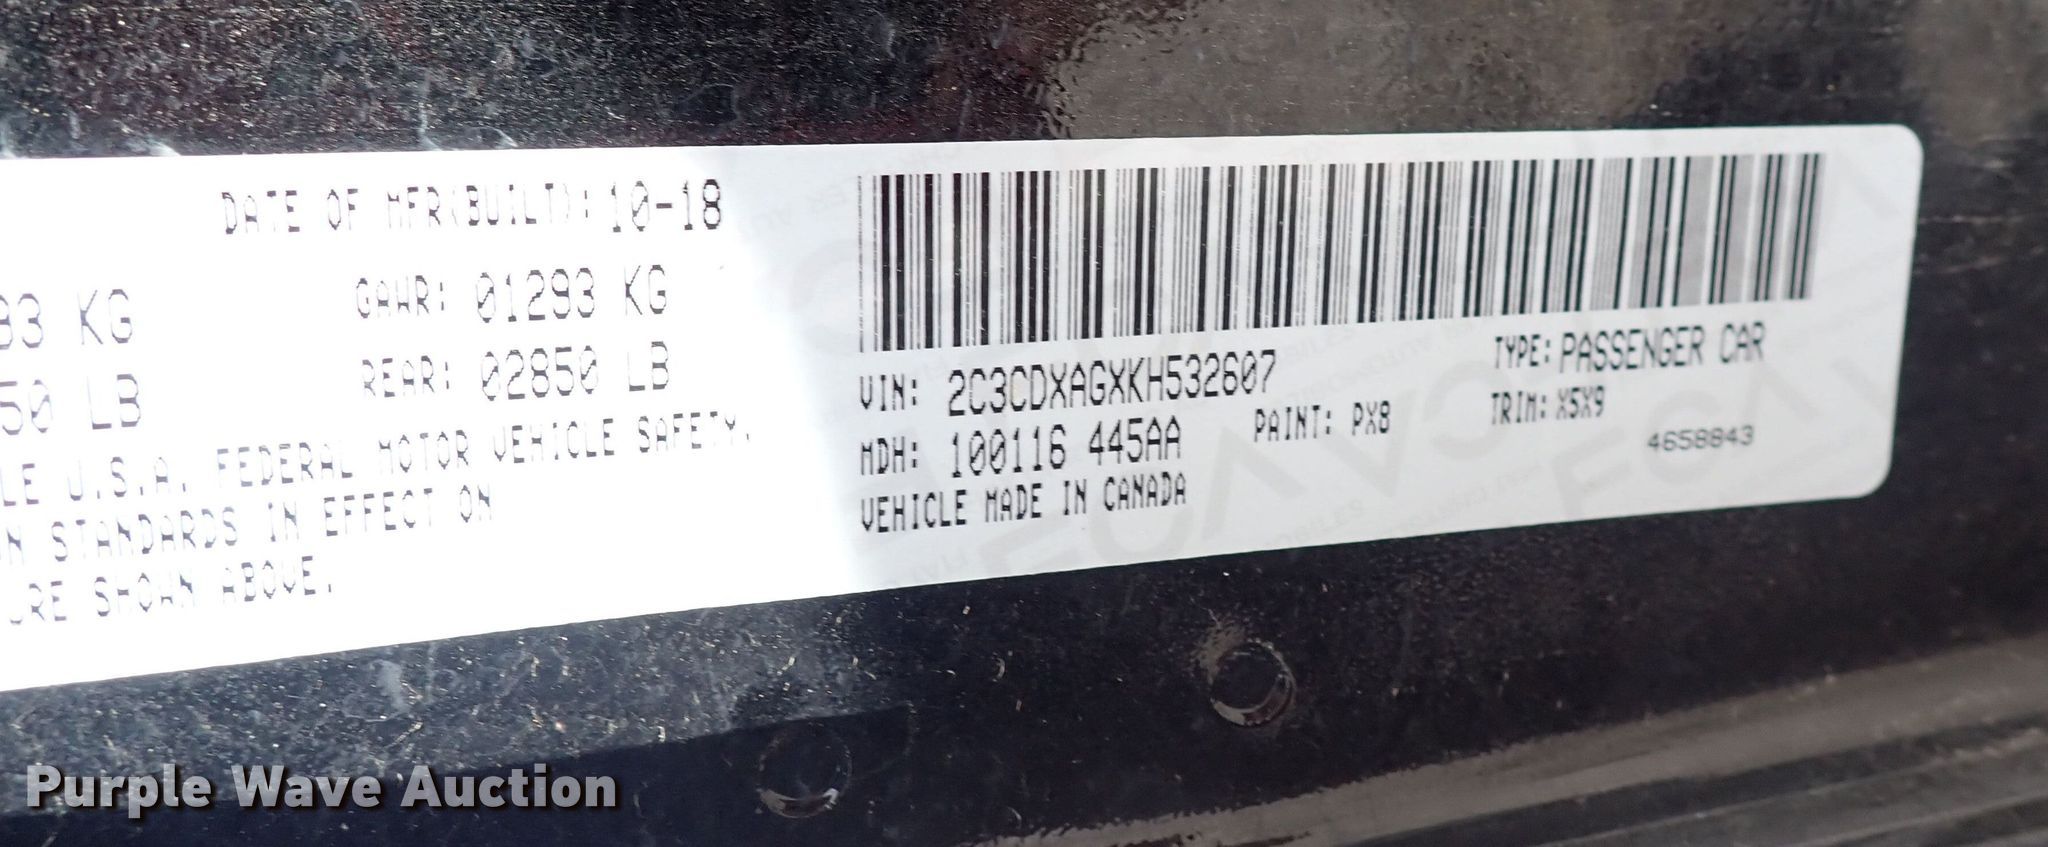 DATE OF MFR(BUILT): 10-18
93 KG GAWR: 01293 KG
50 LB REAR: 02850 LB
LE U.S.A. FEDERAL MOTOR VEHICLE SAFETY,
ON STANDARDS IN EFFECT ON
URE SHOWN ABOVE.
VIN: 2C3CDXAGXKH532607 TYPE: PASSENGER CAR
MDH: 100116 445AA PAINT: PX8 TRIM: X5X9
VEHICLE MADE IN CANADA 4658843
Purple Wave Auction